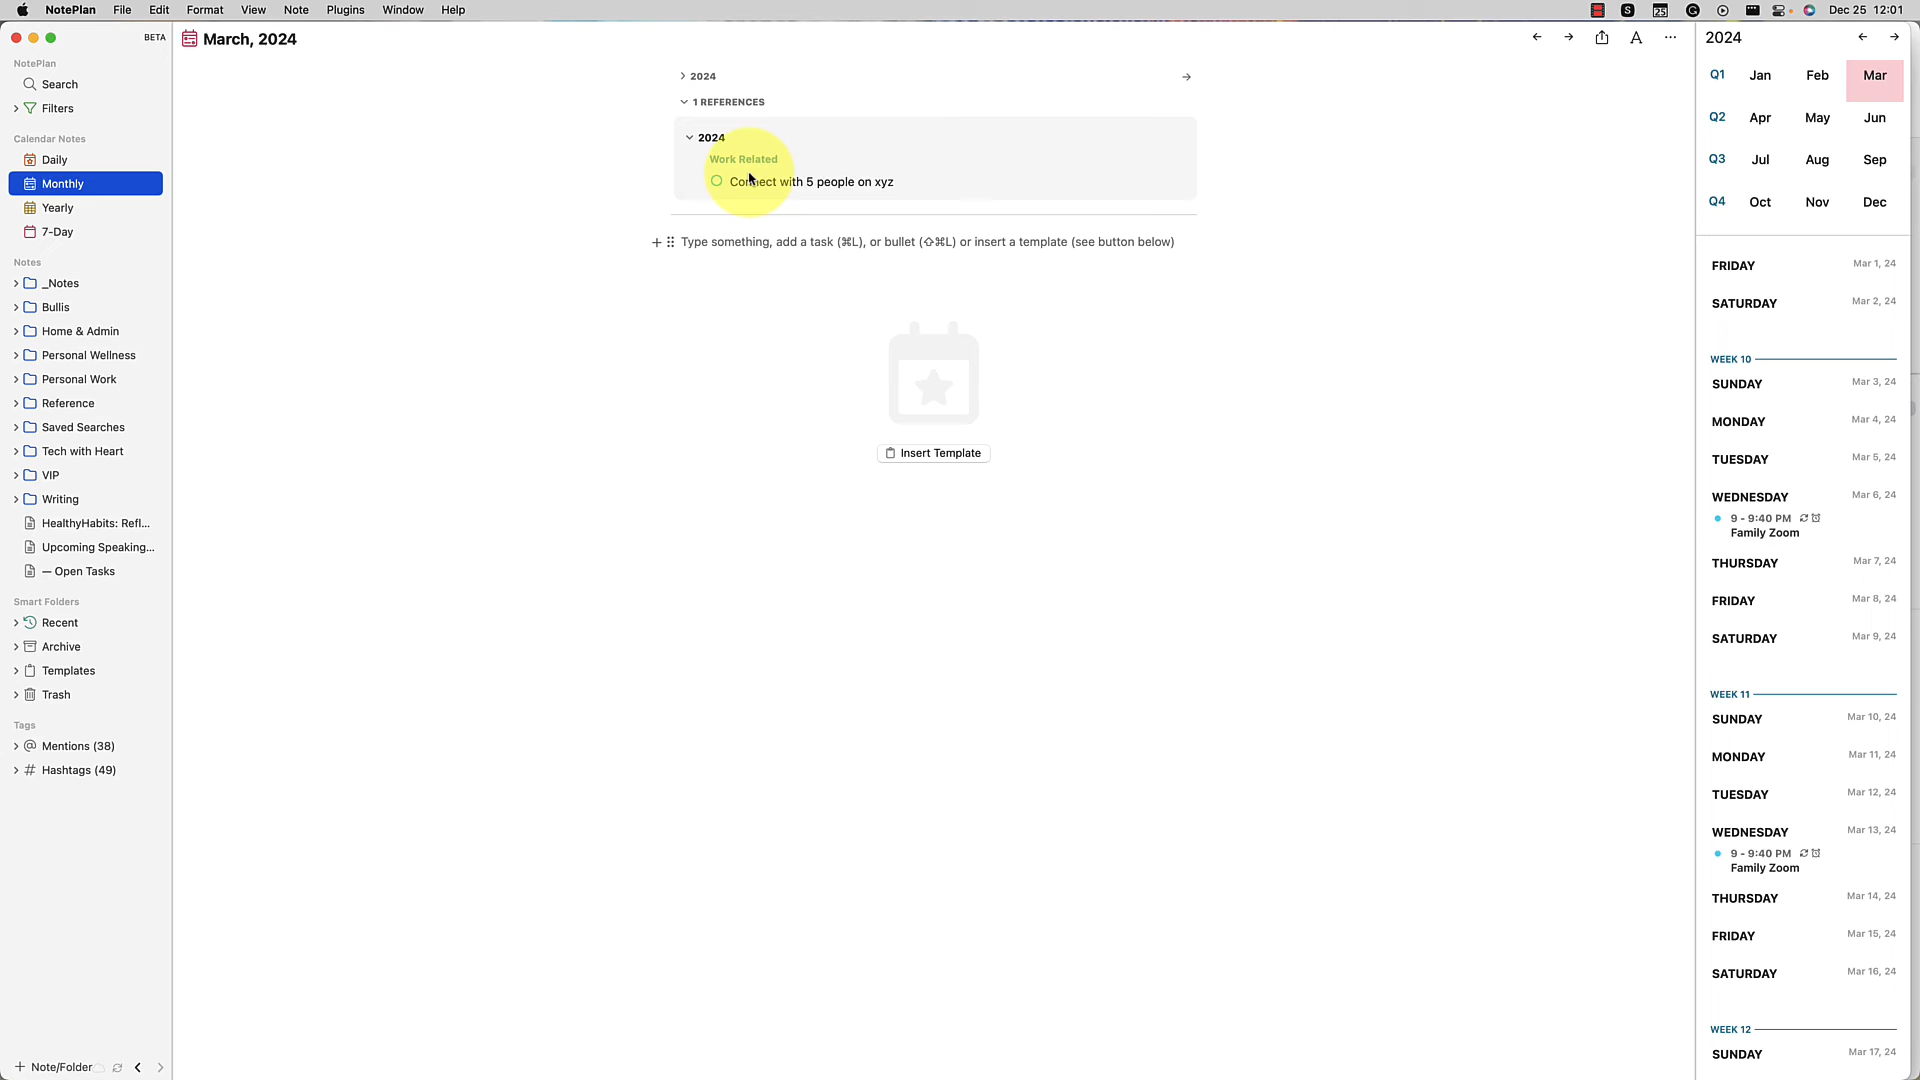 NotePlan File Edit Format View Note Plugins Window Help
S 25 Dec 25 12:01
BETA
NotePlan
Search
Filters
Calendar Notes
Daily
Monthly
Yearly
7-Day
Notes
_Notes
Bullis
Home & Admin
Personal Wellness
Personal Work
Reference
Saved Searches
Tech with Heart
VIP
Writing
HealthyHabits: Refl...
Upcoming Speaking...
— Open Tasks
Smart Folders
Recent
Archive
Templates
Trash
Tags
@ Mentions (38)
# Hashtags (49)
+ Note/Folder
March, 2024
A
2024
1 REFERENCES
2024
Work Related
Connect with 5 people on xyz
Type something, add a task (⌘L), or bullet (⇧⌘L) or insert a template (see button below)
Insert Template
2024
Q1 Jan Feb Mar
Q2 Apr May Jun
Q3 Jul Aug Sep
Q4 Oct Nov Dec
FRIDAY Mar 1, 24
SATURDAY Mar 2, 24
WEEK 10
SUNDAY Mar 3, 24
MONDAY Mar 4, 24
TUESDAY Mar 5, 24
WEDNESDAY Mar 6, 24
9 - 9:40 PM
Family Zoom
THURSDAY Mar 7, 24
FRIDAY Mar 8, 24
SATURDAY Mar 9, 24
WEEK 11
SUNDAY Mar 10, 24
MONDAY Mar 11, 24
TUESDAY Mar 12, 24
WEDNESDAY Mar 13, 24
9 - 9:40 PM
Family Zoom
THURSDAY Mar 14, 24
FRIDAY Mar 15, 24
SATURDAY Mar 16, 24
WEEK 12
SUNDAY Mar 17, 24